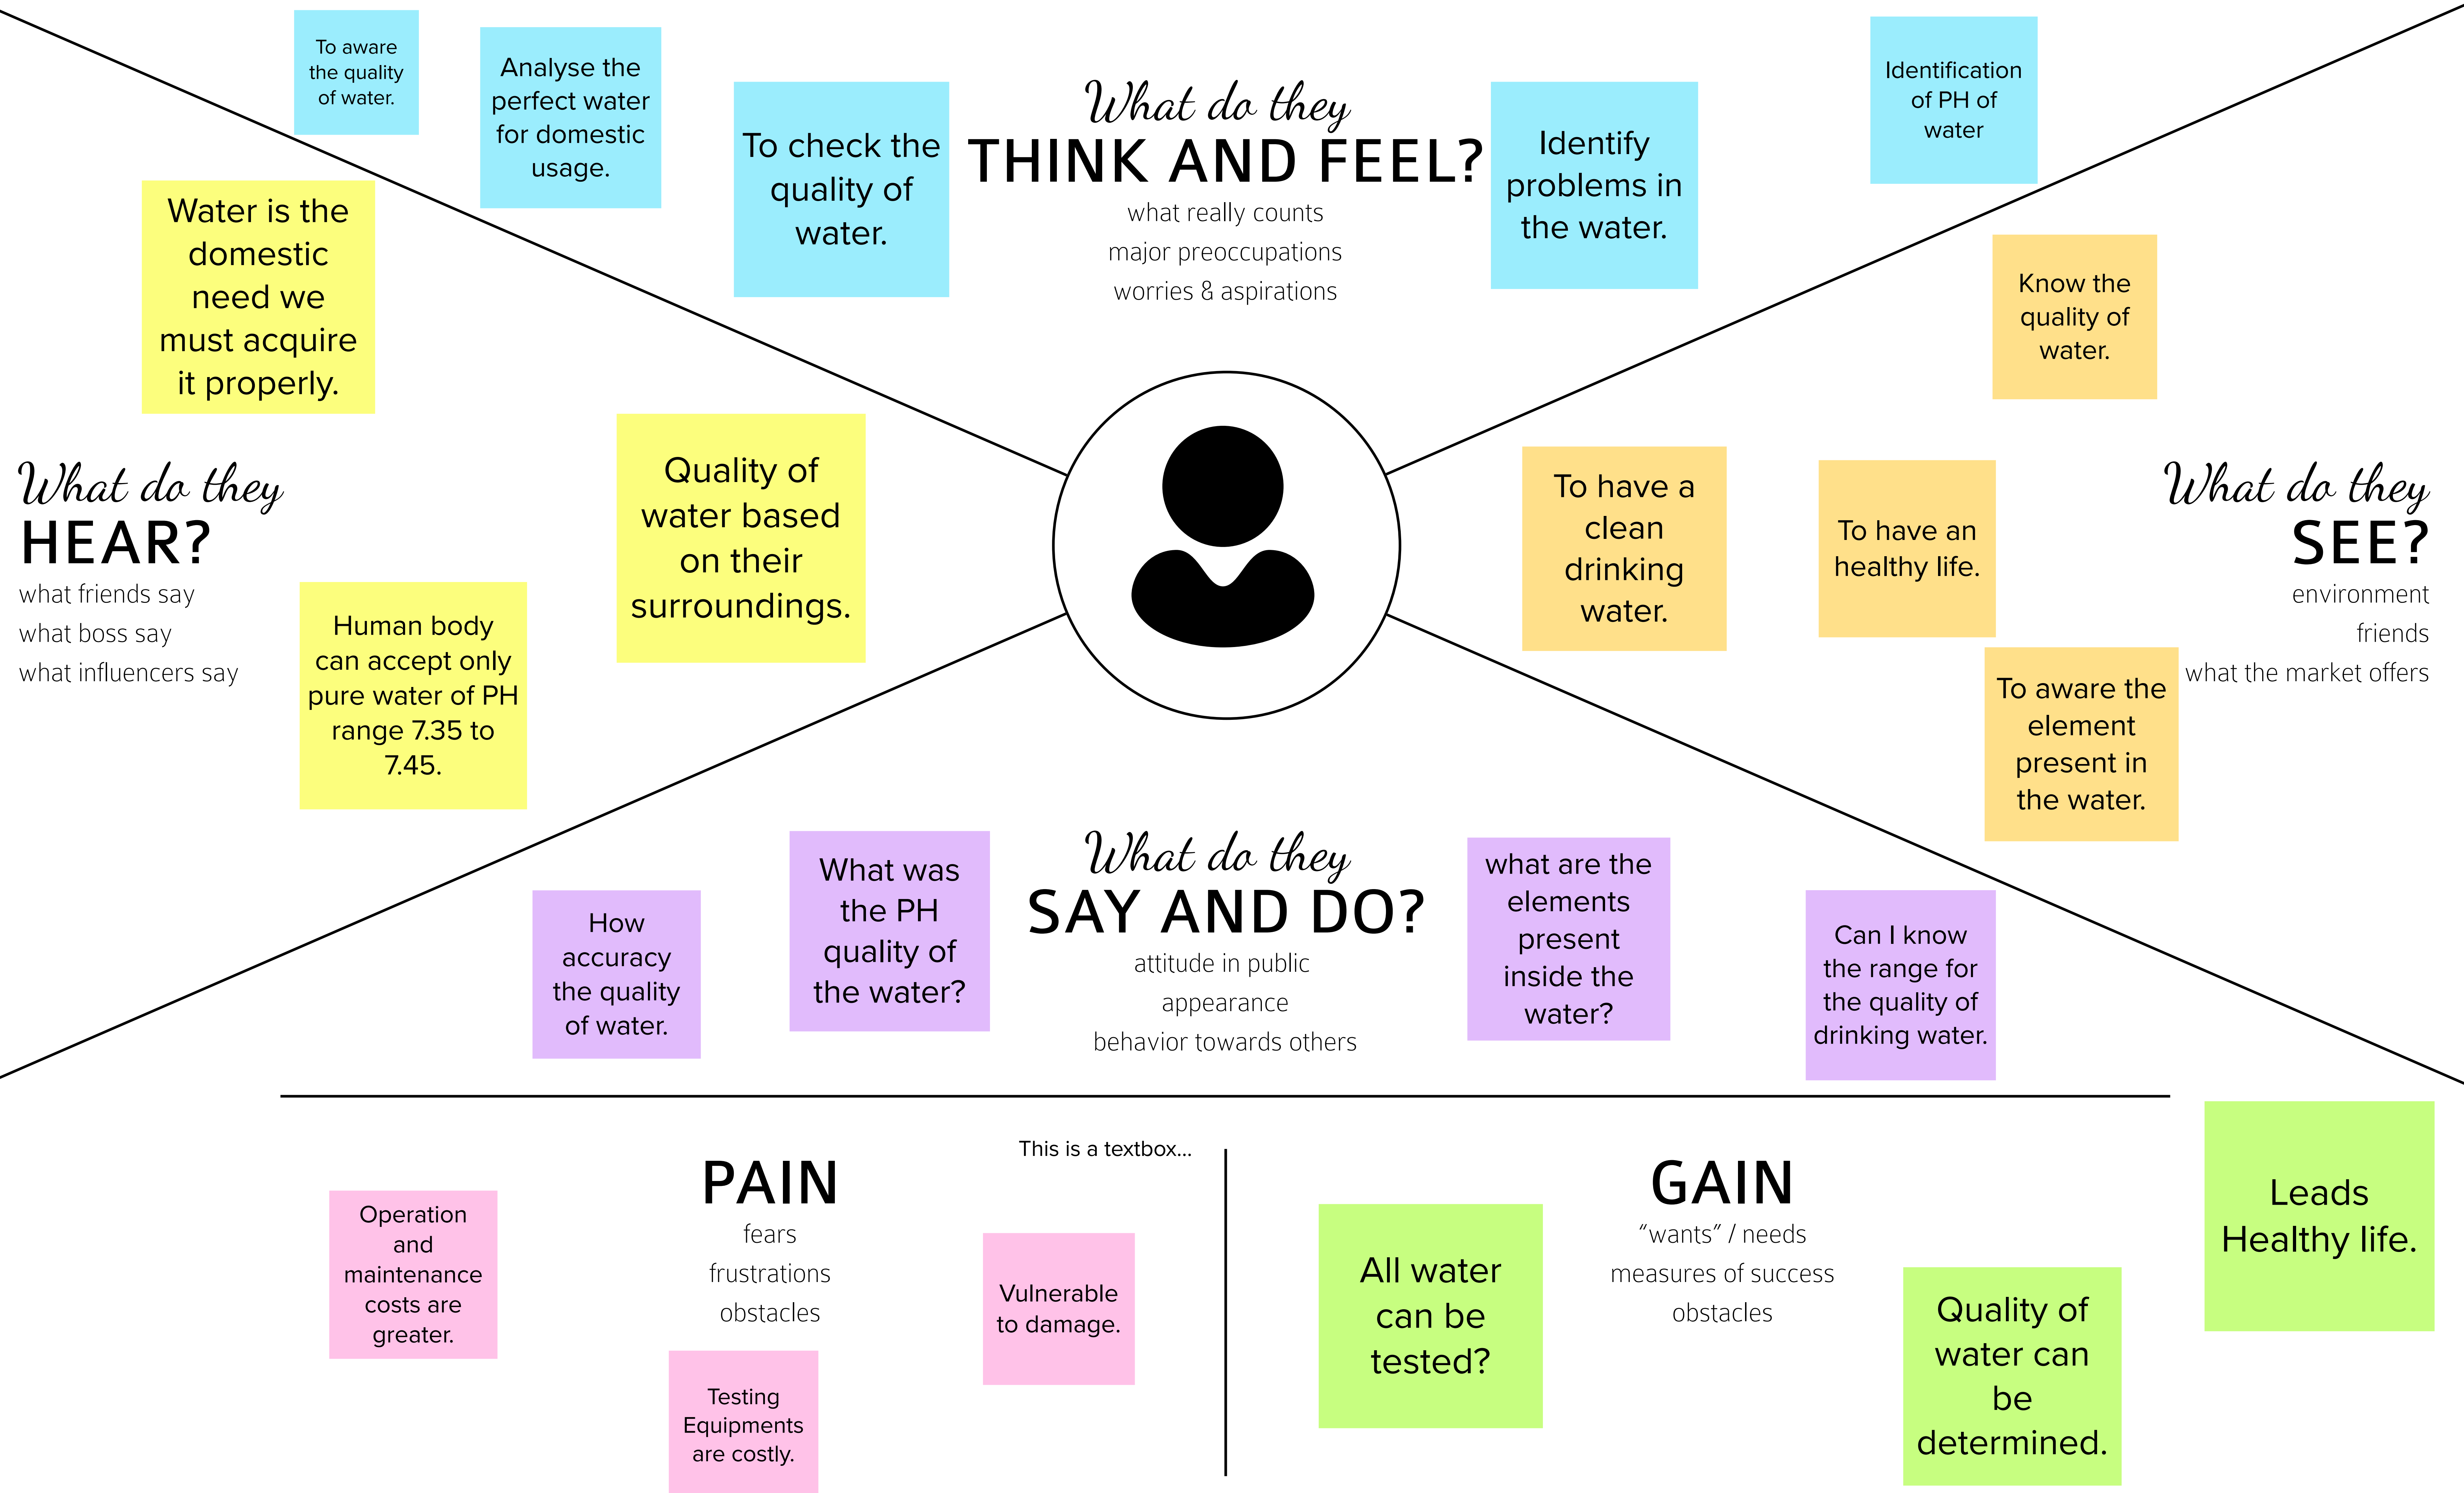 To aware
the quality
of water.
Analyse the
perfect water
for domestic
usage.
To check the
quality of
water.
What do they
THINK AND FEEL?
what really counts
major preoccupations
worries & aspirations
Identify
problems in
the water.
Identification
of PH of
water
Water is the
domestic
need we
must acquire
it properly.
What do they
HEAR?
what friends say
what boss say
what influencers say
Quality of
water based
on their
surroundings.
Human body
can accept only
pure water of PH
range 7.35 to
7.45.
Know the
quality of
water.
To have a
clean
drinking
water.
To have an
healthy life.
What do they
SEE?
environment
friends
what the market offers
To aware the
element
present in
the water.
How
accuracy
the quality
of water.
What was
the PH
quality of
the water?
What do they
SAY AND DO?
attitude in public
appearance
behavior towards others
what are the
elements
present
inside the
water?
Can I know
the range for
the quality of
drinking water.
This is a textbox...
PAIN
fears
frustrations
obstacles
Operation
and
maintenance
costs are
greater.
Testing
Equipments
are costly.
Vulnerable
to damage.
GAIN
“wants” / needs
measures of success
obstacles
All water
can be
tested?
Quality of
water can
be
determined.
Leads
Healthy life.